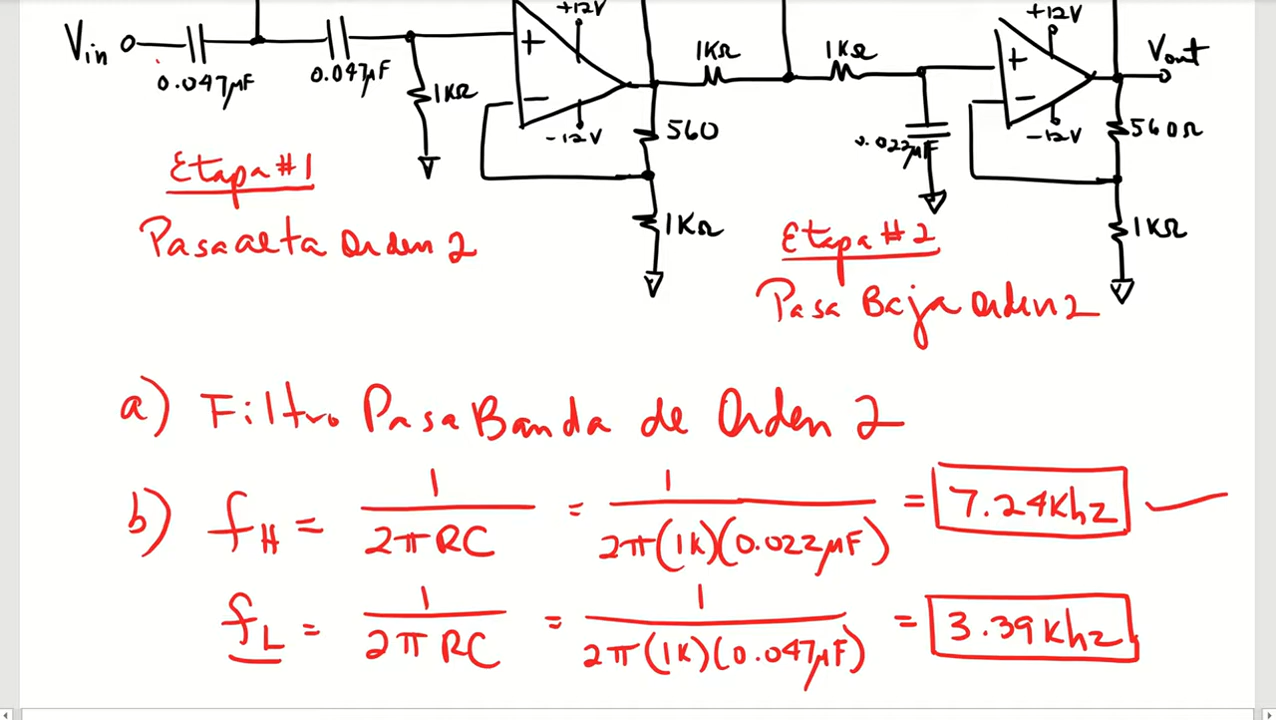 +12V
+12V
Vin
0.047µF
0.047µF
1KΩ
+
-
-12V
1KΩ
1KΩ
560
1KΩ
0.022µF
+
-
-12V
Vout
560Ω
1KΩ
Etapa #1
Pasaalta Orden 2
Etapa #2
Pasa Baja Orden 2
a) Filtro PasaBanda de Orden 2
b) fH = 1/2πRC = 1/2π(1K)(0.022µF) = 7.24Khz
fL = 1/2πRC = 1/2π(1K)(0.047µF) = 3.39Khz